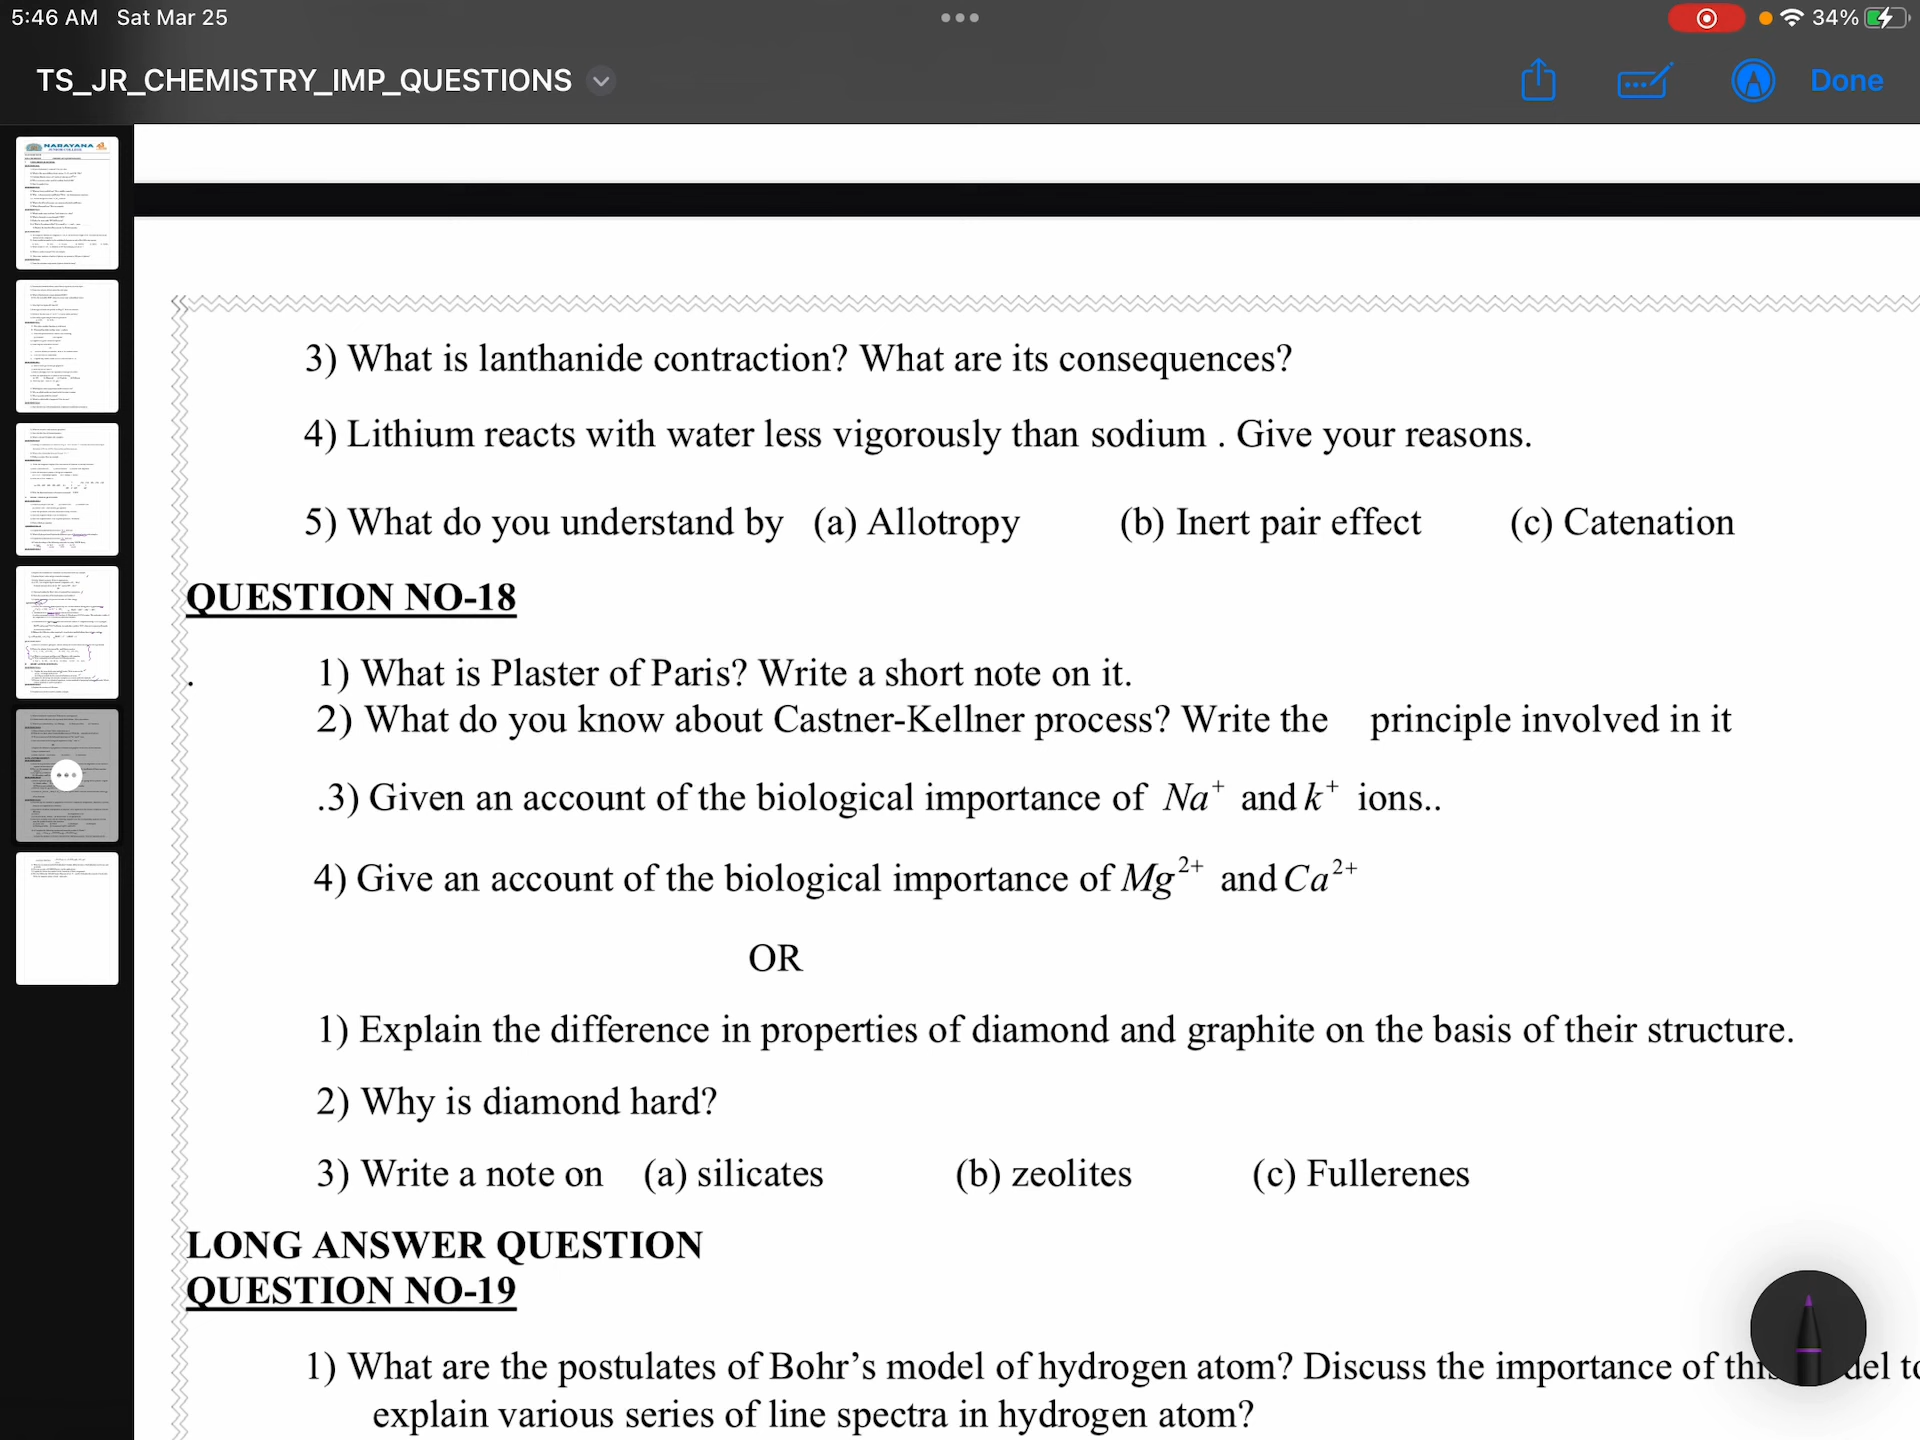 5:46 AM Sat Mar 25
34%
TS_JR_CHEMISTRY_IMP_QUESTIONS
Done
NARAYANA
3) What is lanthanide contraction? What are its consequences?
4) Lithium reacts with water less vigorously than sodium . Give your reasons.
5) What do you understand by (a) Allotropy (b) Inert pair effect (c) Catenation
QUESTION NO-18
1) What is Plaster of Paris? Write a short note on it.
.
2) What do you know about Castner-Kellner process? Write the principle involved in it
.3) Given an account of the biological importance of Na⁺ and k⁺ ions..
4) Give an account of the biological importance of Mg²⁺ and Ca²⁺
OR
1) Explain the difference in properties of diamond and graphite on the basis of their structure.
2) Why is diamond hard?
3) Write a note on (a) silicates (b) zeolites (c) Fullerenes
LONG ANSWER QUESTION
QUESTION NO-19
1) What are the postulates of Bohr’s model of hydrogen atom? Discuss the importance of
explain various series of line spectra in hydrogen atom?